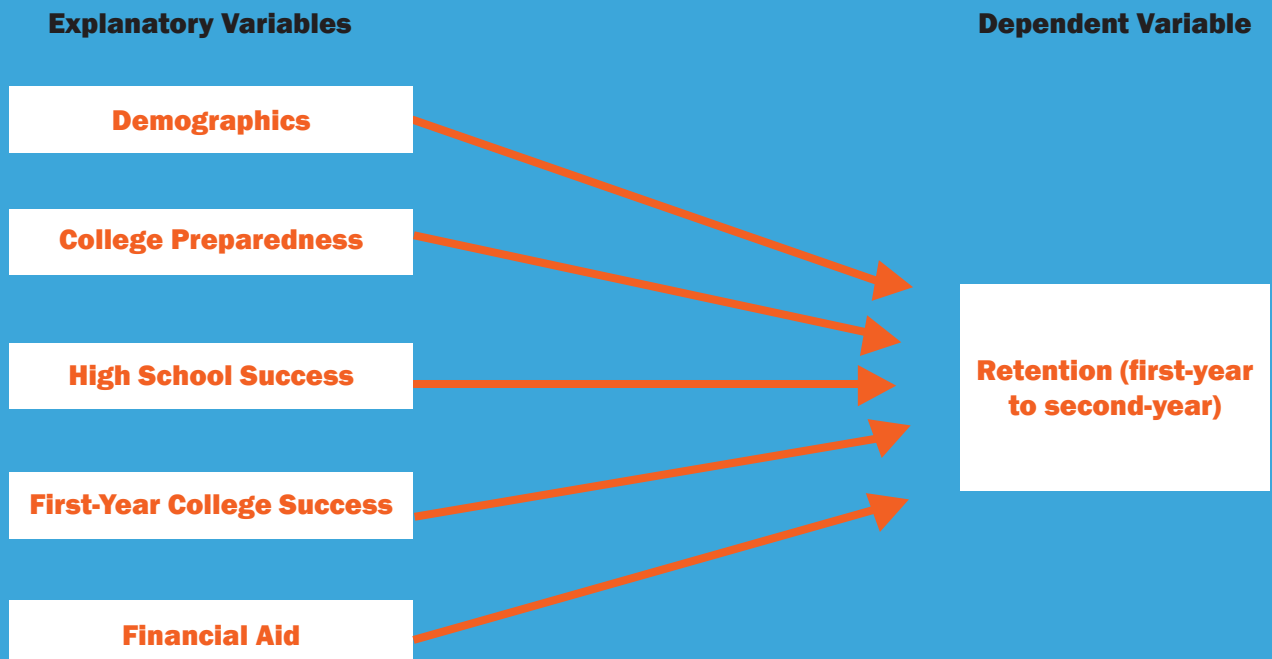 Explanatory Variables
Dependent Variable
Demographics
College Preparedness
High School Success
First-Year College Success
Financial Aid
Retention (first-year
to second-year)